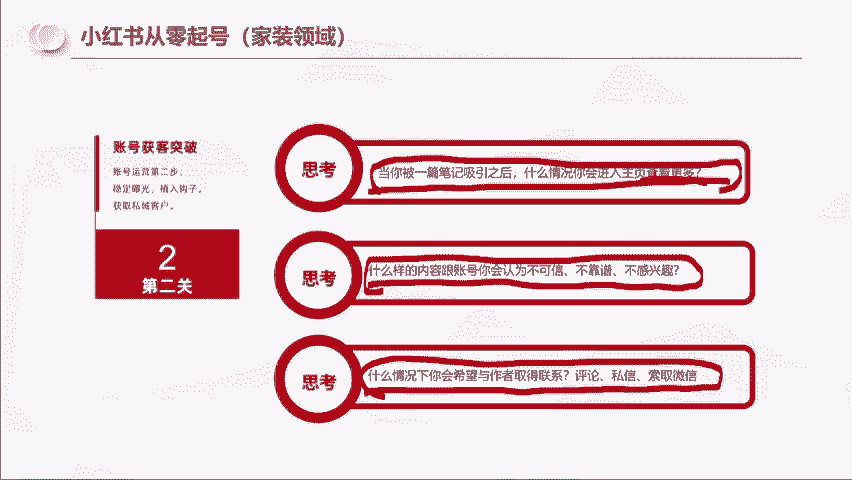 小红书从零起号（家装领域）
账号获客突破
账号运营第二步，
稳定曝光，植入钩子。
获取私域客户。
2
第二关
思考
当你被一篇笔记吸引之后，什么情况你会进入主页查看更多？
思考
什么样的内容跟账号你会认为不可信、不靠谱、不感兴趣？
思考
什么情况下你会希望与作者取得联系？评论、私信、索取微信